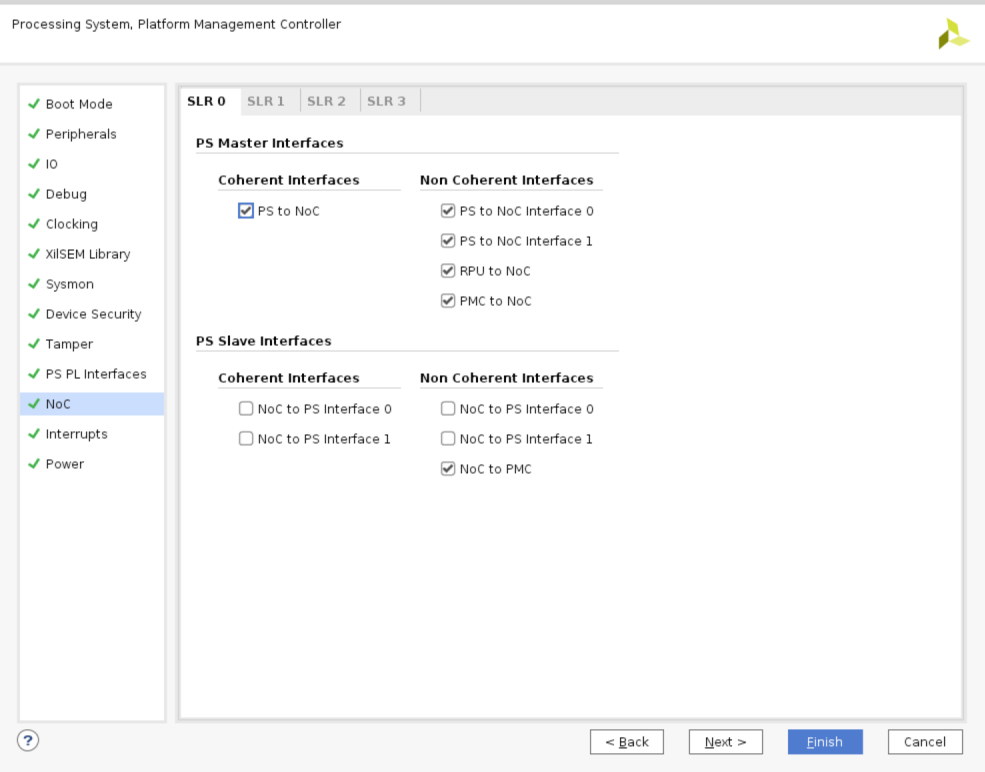 Processing System, Platform Management Controller
Boot Mode
Peripherals
IO
Debug
Clocking
XilSEM Library
Sysmon
Device Security
Tamper
PS PL Interfaces
NoC
Interrupts
Power
SLR 0 SLR 1 SLR 2 SLR 3
PS Master Interfaces
Coherent Interfaces Non Coherent Interfaces
PS to NoC PS to NoC Interface 0
PS to NoC Interface 1
RPU to NoC
PMC to NoC
PS Slave Interfaces
Coherent Interfaces Non Coherent Interfaces
NoC to PS Interface 0 NoC to PS Interface 0
NoC to PS Interface 1 NoC to PS Interface 1
NoC to PMC
? < Back Next > Finish Cancel